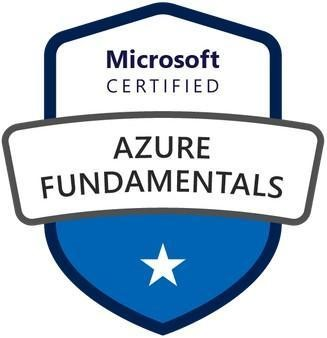 Microsoft
CERTIFIED
AZURE
FUNDAMENTALS